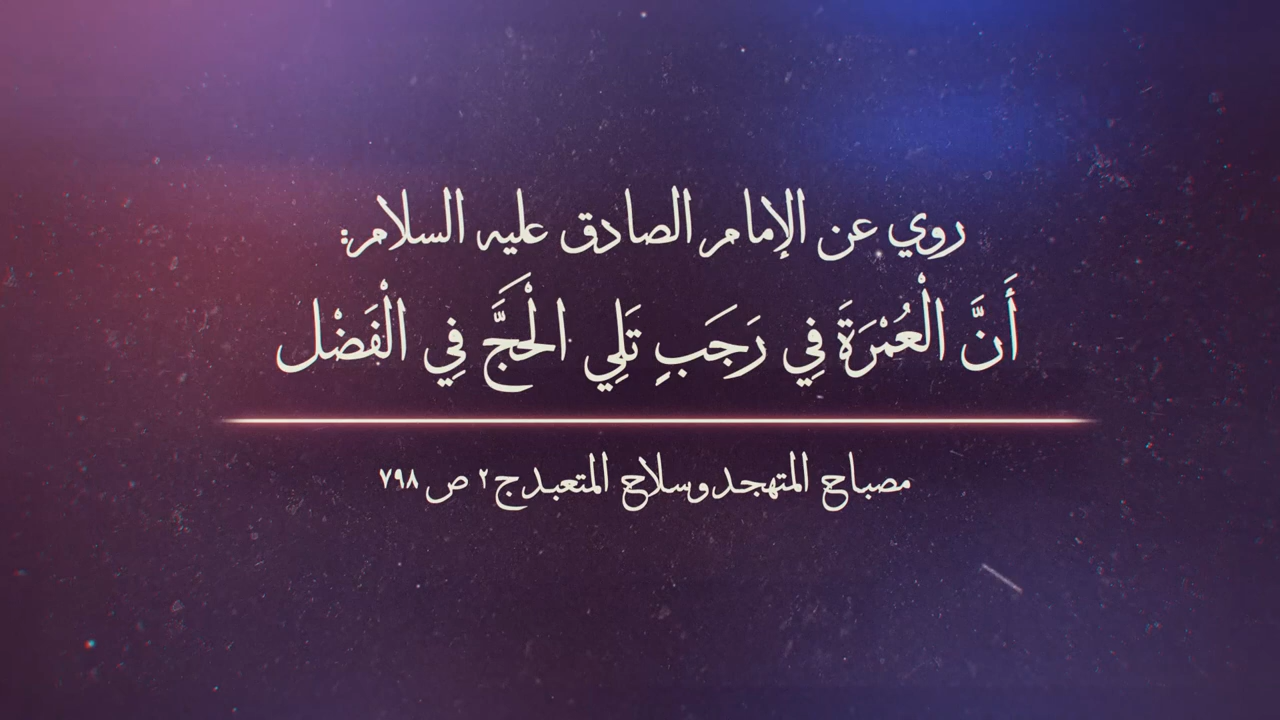 روي عن الإمام الصادق عليه السلام:
أَنَّ الْعُمْرَةَ فِي رَجَبٍ تَلِي الْحَجَّ فِي الْفَضْل
مصباح المتهجد وسلاح المتعبد ج٢ ص ٧٩٨